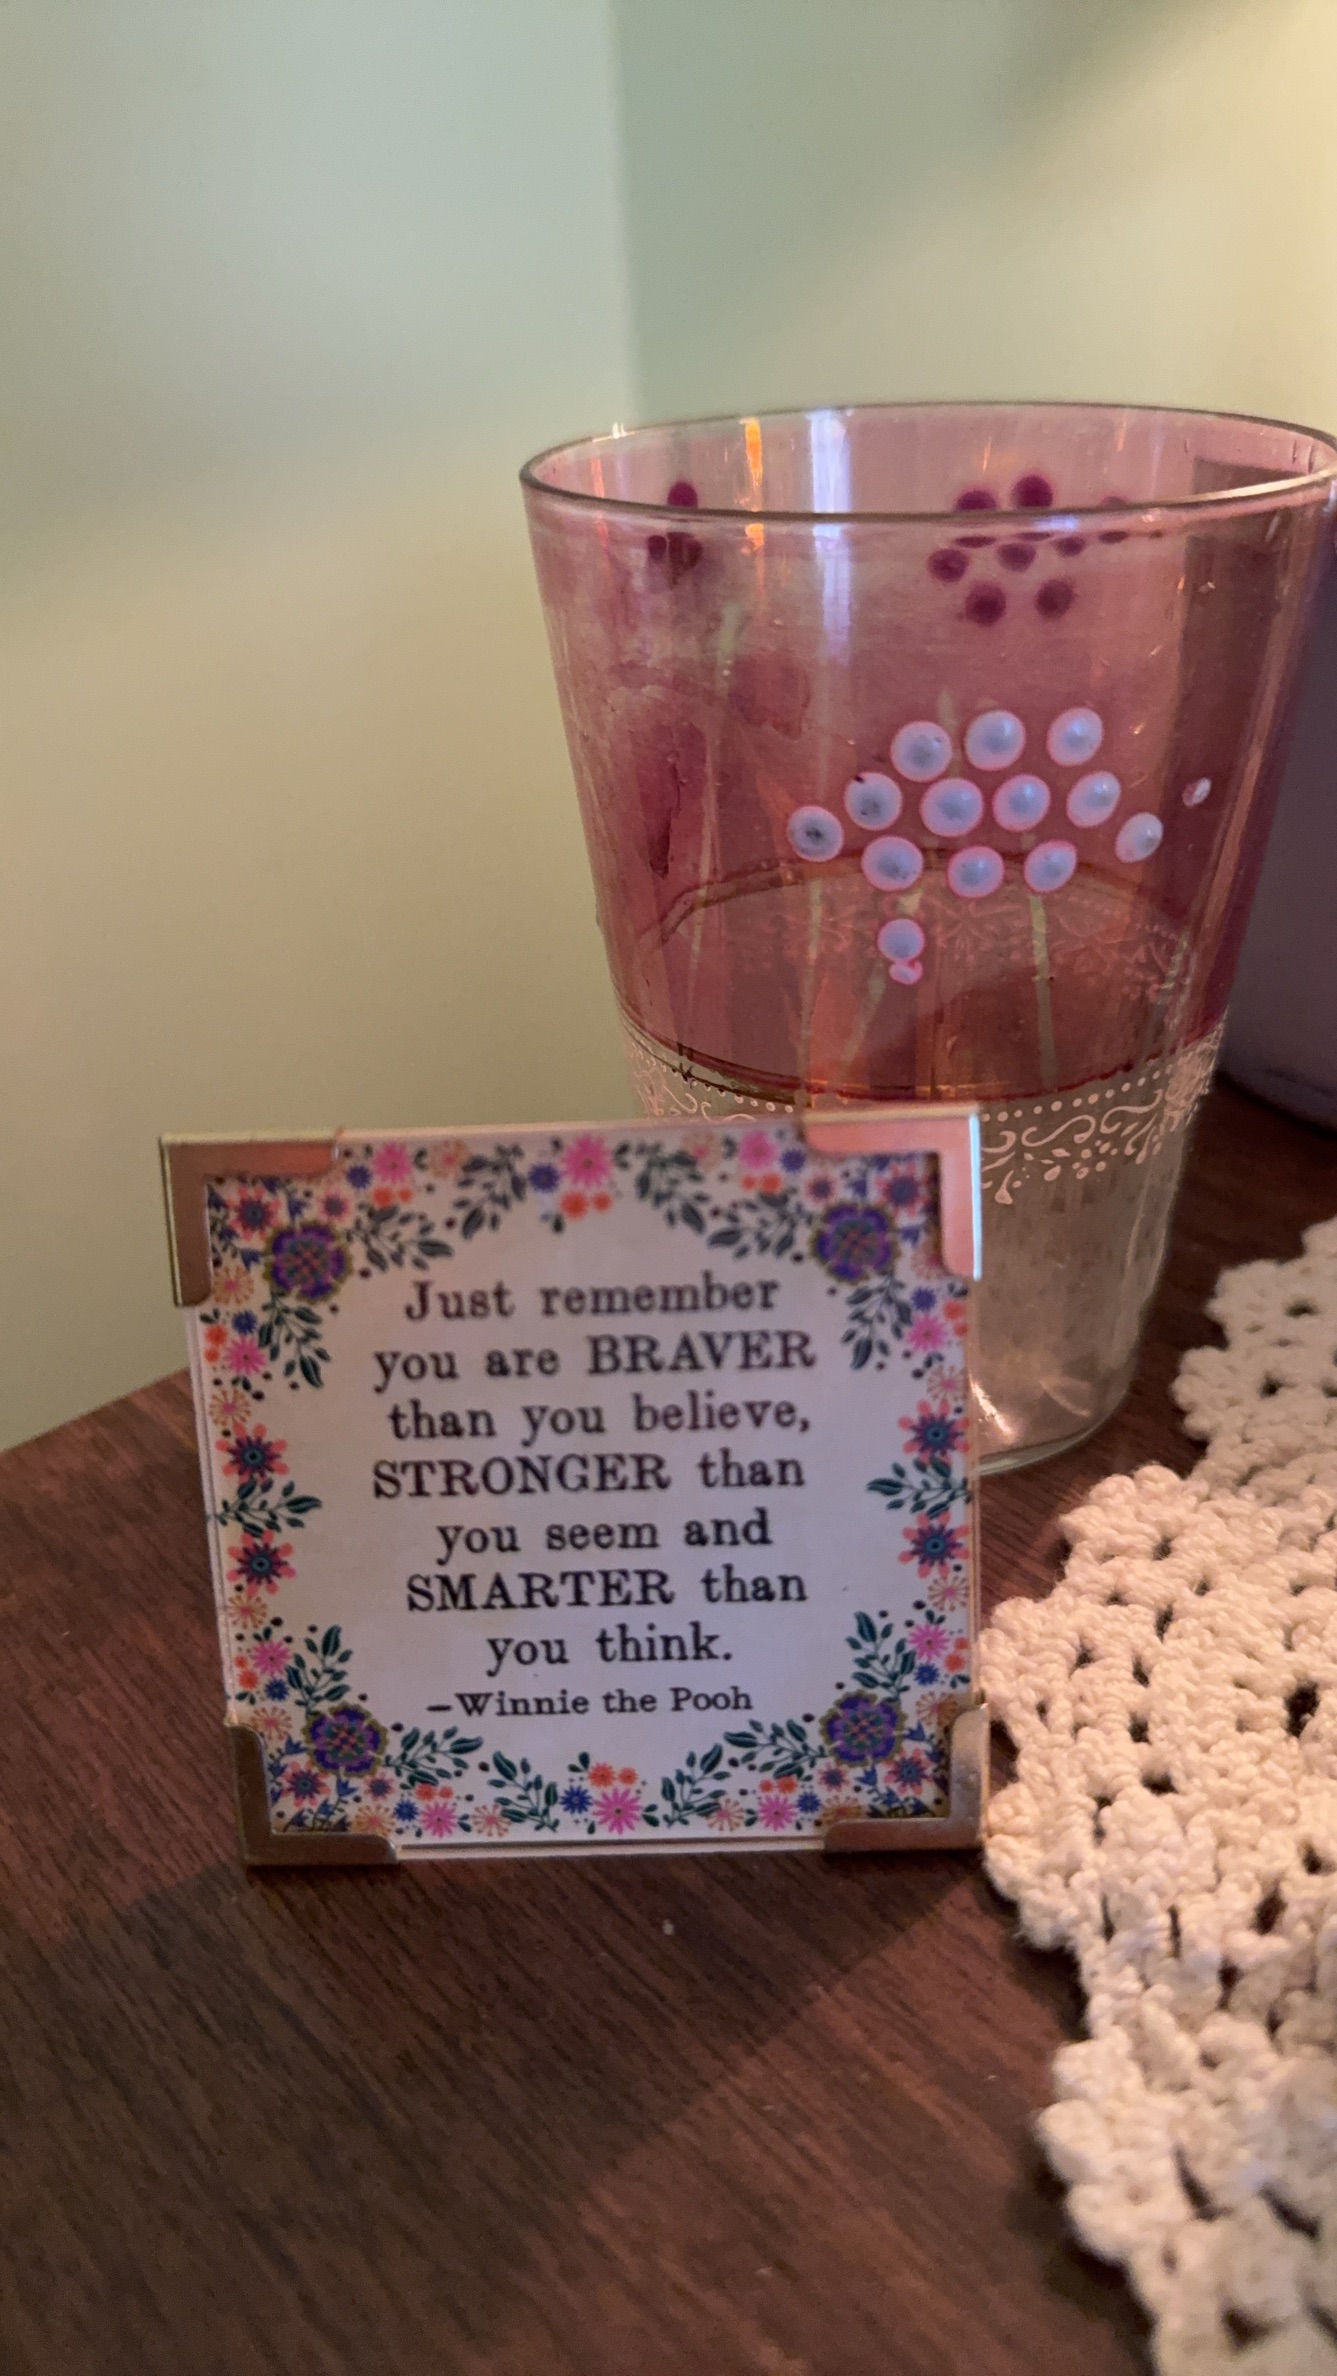 Just remember
you are BRAVER
than you believe,
STRONGER than
you seem and
SMARTER than
you think.
—Winnie the Pooh